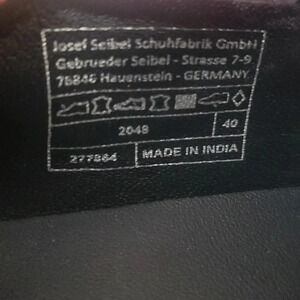 Josef Seibel Schuhfabrik GmbH
Gebrueder Seibel - Strasse 7-9
76846 Hauenstein - GERMANY
2048 40
277864 MADE IN INDIA